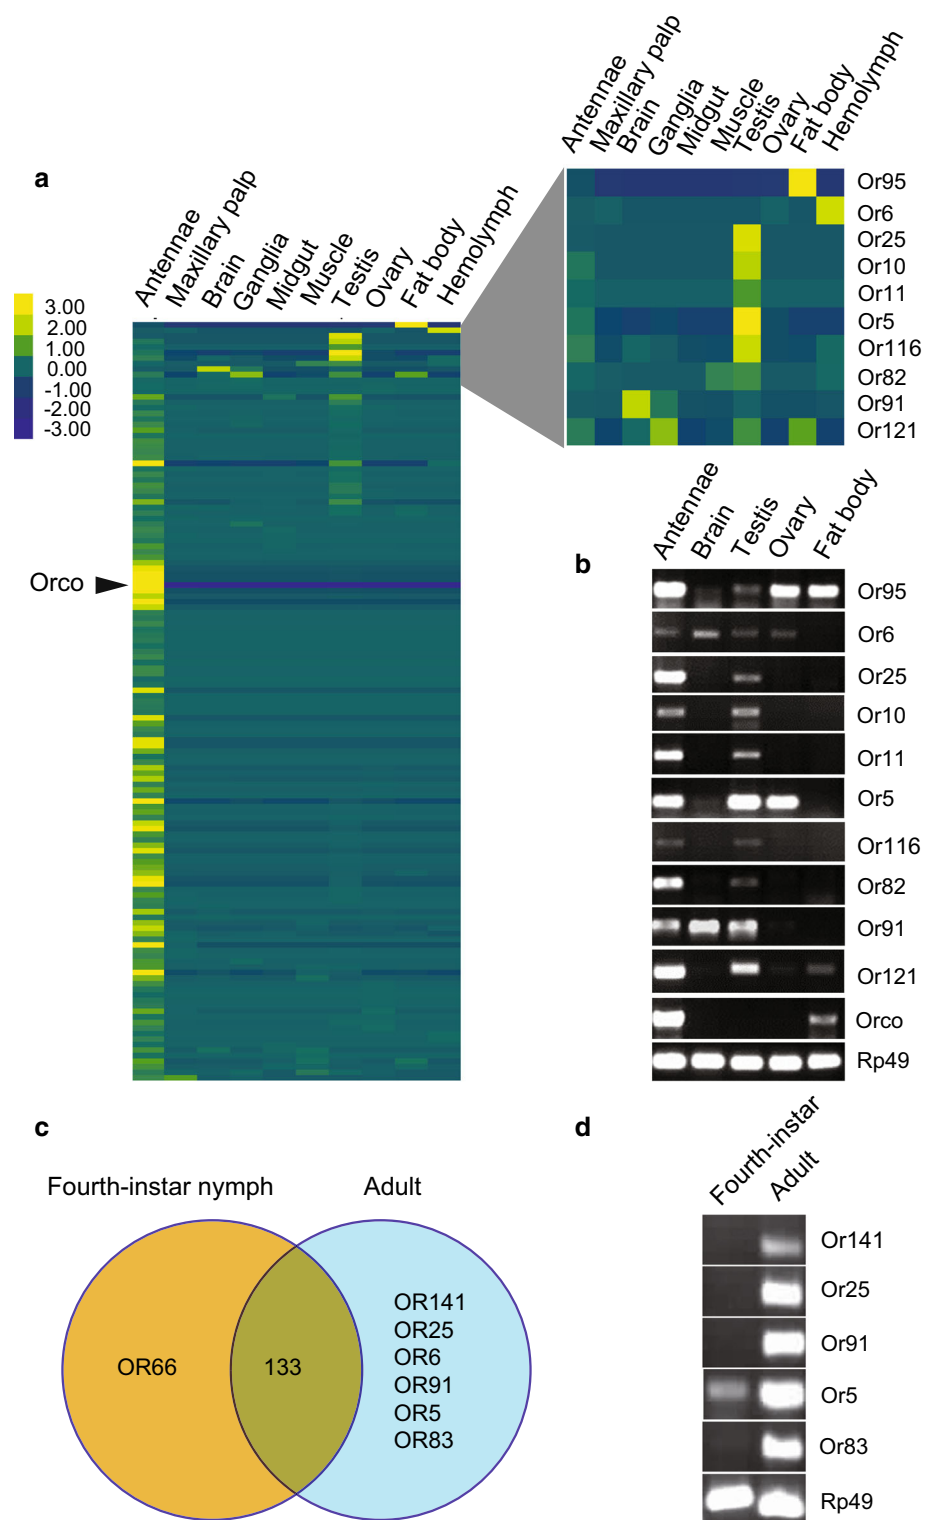 a
Antennae
Maxillary palp
Brain
Ganglia
Midgut
Muscle
Testis
Ovary
Fat body
Hemolymph
3.00
2.00
1.00
0.00
-1.00
-2.00
-3.00
Orco
Antennae
Maxillary palp
Brain
Ganglia
Midgut
Muscle
Testis
Ovary
Fat body
Hemolymph
Or95
Or6
Or25
Or10
Or11
Or5
Or116
Or82
Or91
Or121
b
Antennae
Brain
Testis
Ovary
Fat body
Or95
Or6
Or25
Or10
Or11
Or5
Or116
Or82
Or91
Or121
Orco
Rp49
c
Fourth-instar nymph
Adult
OR66
133
OR141
OR25
OR6
OR91
OR5
OR83
d
Fourth-instar
Adult
Or141
Or25
Or91
Or5
Or83
Rp49